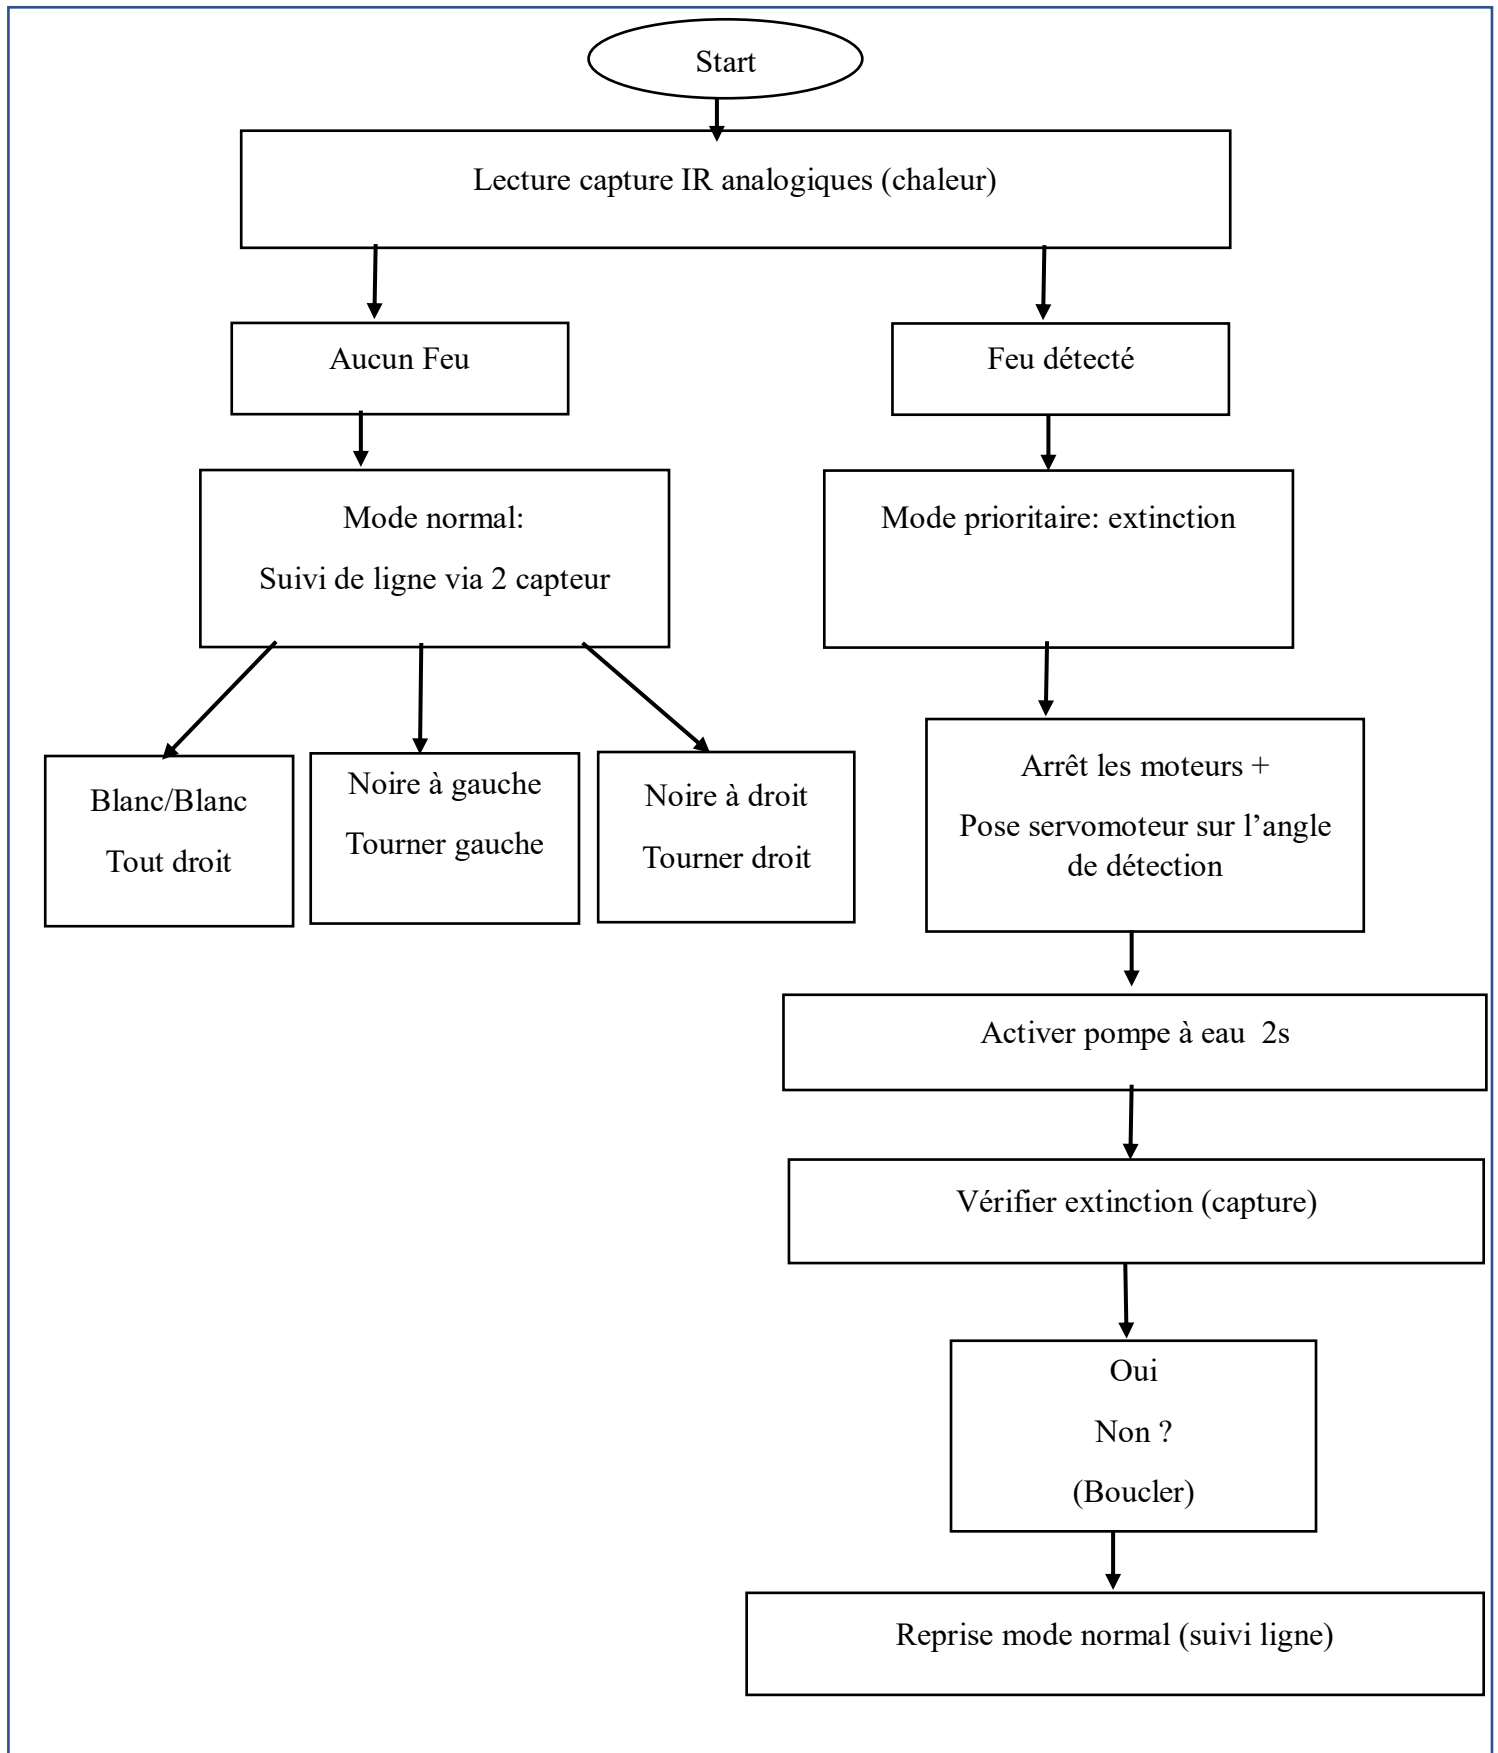 Start
Lecture capture IR analogiques (chaleur)
Aucun Feu
Feu détecté
Mode normal:
Suivi de ligne via 2 capteur
Mode prioritaire: extinction
Blanc/Blanc
Tout droit
Noire à gauche
Tourner gauche
Noire à droit
Tourner droit
Arrêt les moteurs +
Pose servomoteur sur l’angle
de détection
Activer pompe à eau  2s
Vérifier extinction (capture)
Oui
Non ?
(Boucler)
Reprise mode normal (suivi ligne)